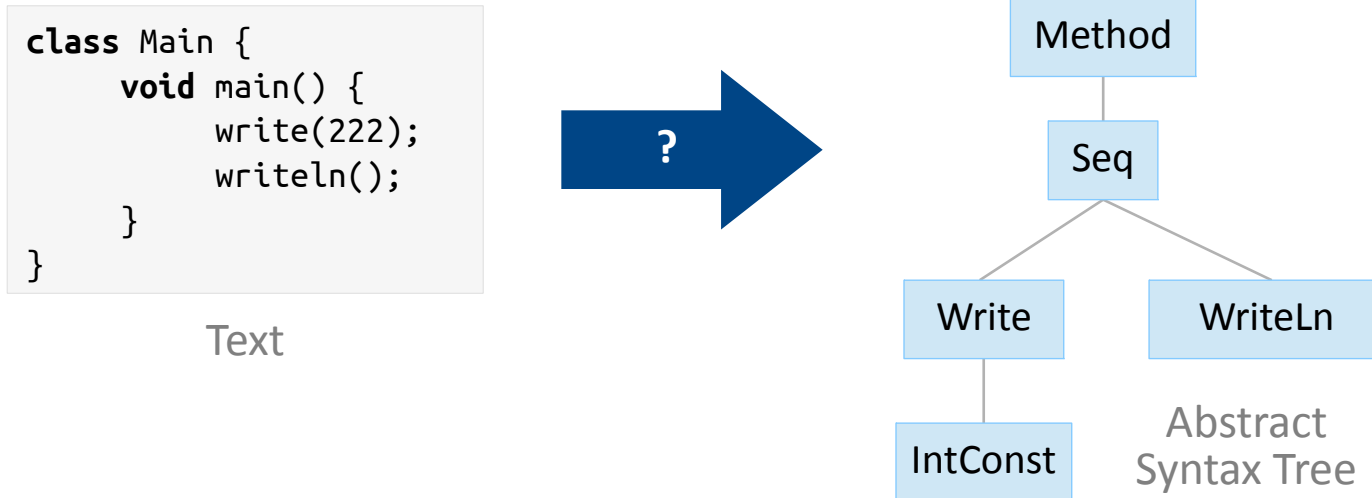 class Main {
void main() {
write(222);
writeln();
}
}
Text
?
Method
Seq
Write
WriteLn
IntConst
Abstract
Syntax Tree